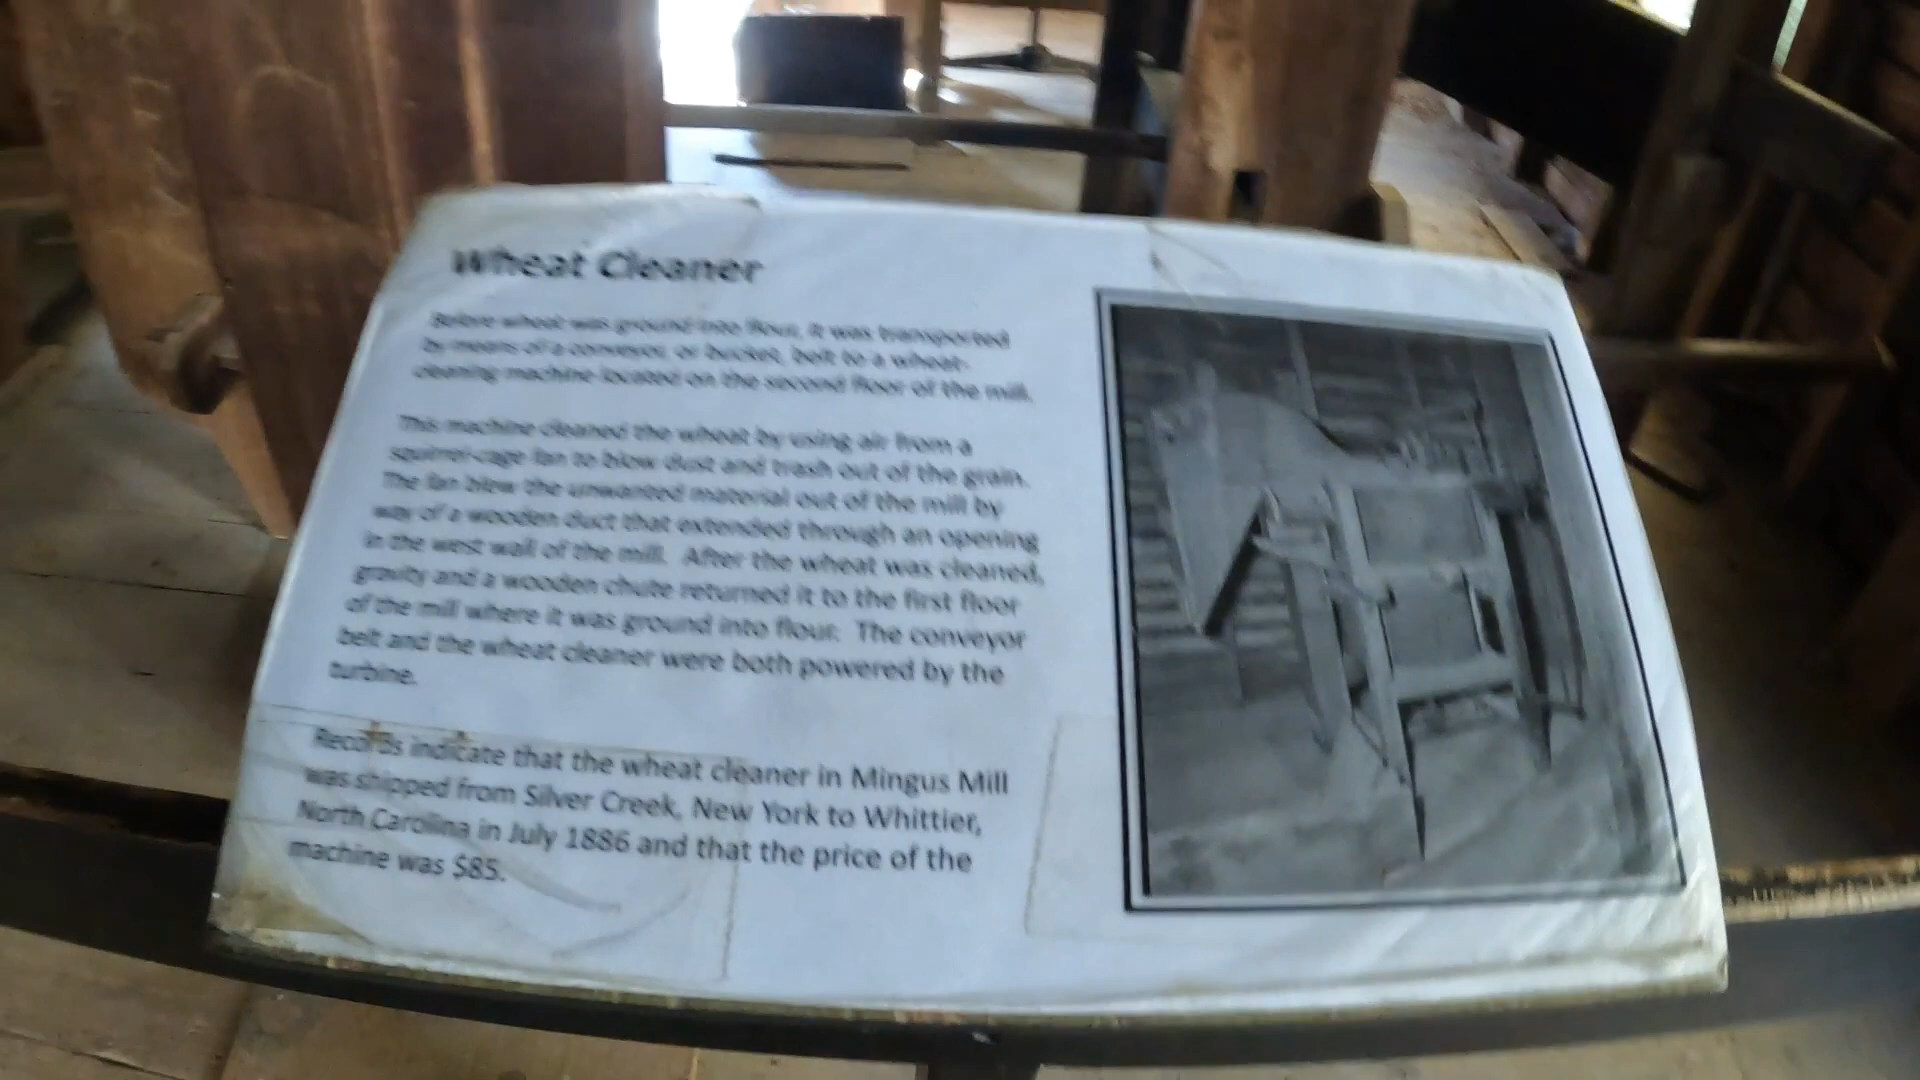 Wheat Cleaner
Before wheat was ground into flour, it was transported
by means of a conveyor, or bucket, belt to a wheat-
cleaning machine located on the second floor of the mill.
This machine cleaned the wheat by using air from a
squirrel-cage fan to blow dust and trash out of the grain.
The fan blew the unwanted material out of the mill by
way of a wooden duct that extended through an opening
in the west wall of the mill. After the wheat was cleaned,
gravity and a wooden chute returned it to the first floor
of the mill where it was ground into flour. The conveyor
belt and the wheat cleaner were both powered by the
turbine.
Records indicate that the wheat cleaner in Mingus Mill
was shipped from Silver Creek, New York to Whittier,
North Carolina in July 1886 and that the price of the
machine was $85.